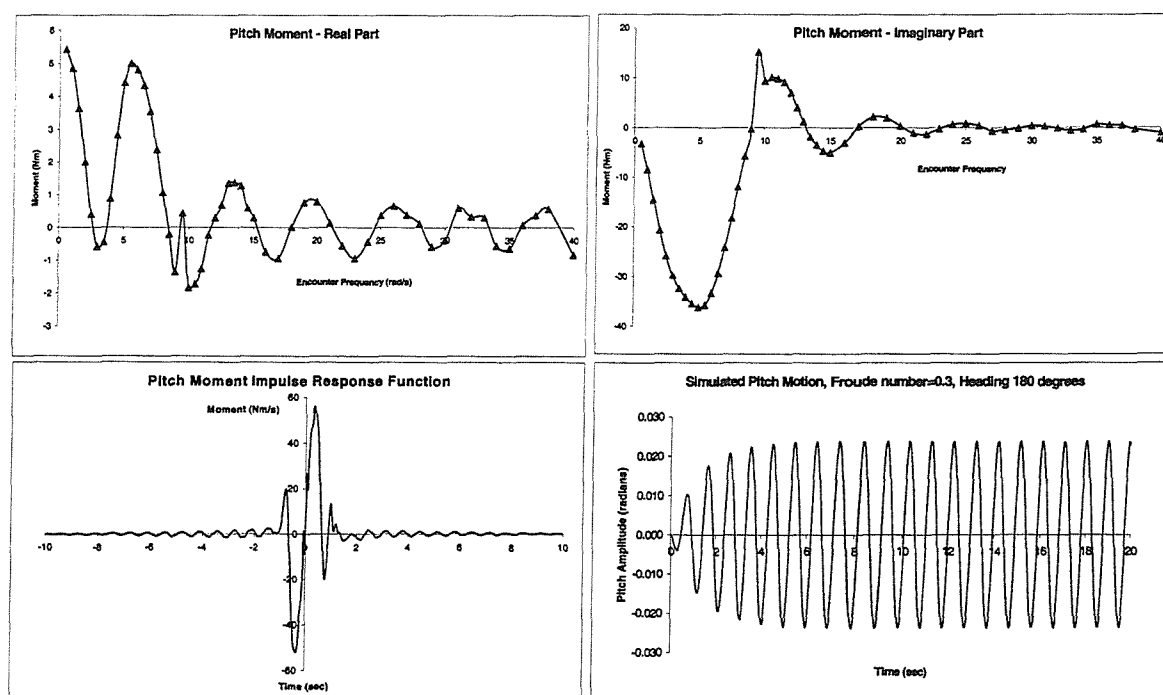 Pitch Moment - Real Part
6
5
4
3
2
1
0
-1
-2
-3
Moment (Nm)
0 5 10 15 20 25 30 35 40
Encounter Frequency (rad/s)
Pitch Moment - Imaginary Part
20
10
0
-10
-20
-30
-40
Moment (Nm)
0 5 10 15 20 25 30 35 40
Encounter Frequency
Pitch Moment Impulse Response Function
Moment (Nm/s)
60
40
20
0
-20
-40
-60
-10 -8 -6 -4 -2 0 2 4 6 8 10
Time (sec)
Simulated Pitch Motion, Froude number=0.3, Heading 180 degrees
0.030
0.020
0.010
0.000
-0.010
-0.020
-0.030
Pitch Amplitude (radians)
0 2 4 6 8 10 12 14 16 18 20
Time (sec)